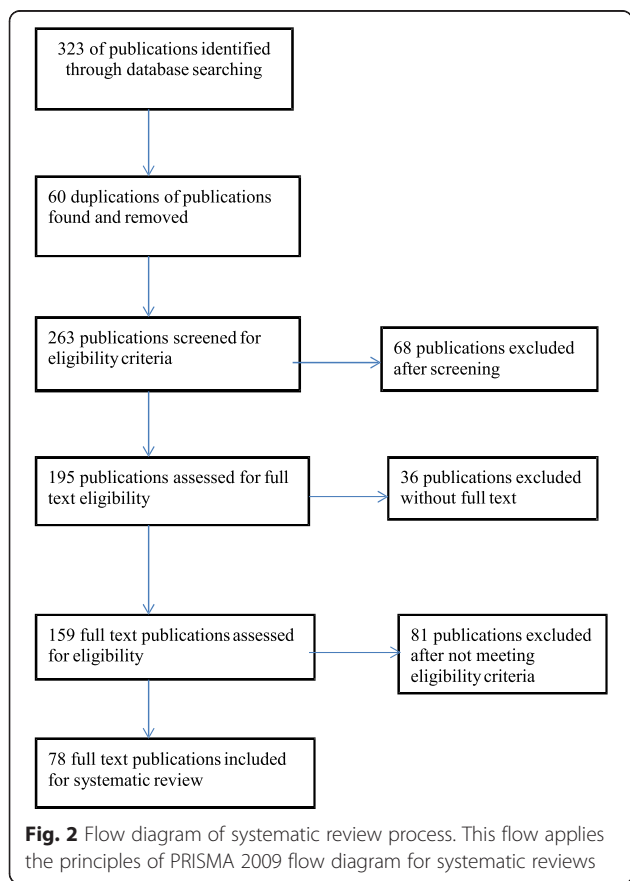 323 of publications identified
through database searching
60 duplications of publications
found and removed
263 publications screened for
eligibility criteria
68 publications excluded
after screening
195 publications assessed for full
text eligibility
36 publications excluded
without full text
159 full text publications assessed
for eligibility
81 publications excluded
after not meeting
eligibility criteria
78 full text publications included
for systematic review
Fig. 2 Flow diagram of systematic review process. This flow applies
the principles of PRISMA 2009 flow diagram for systematic reviews